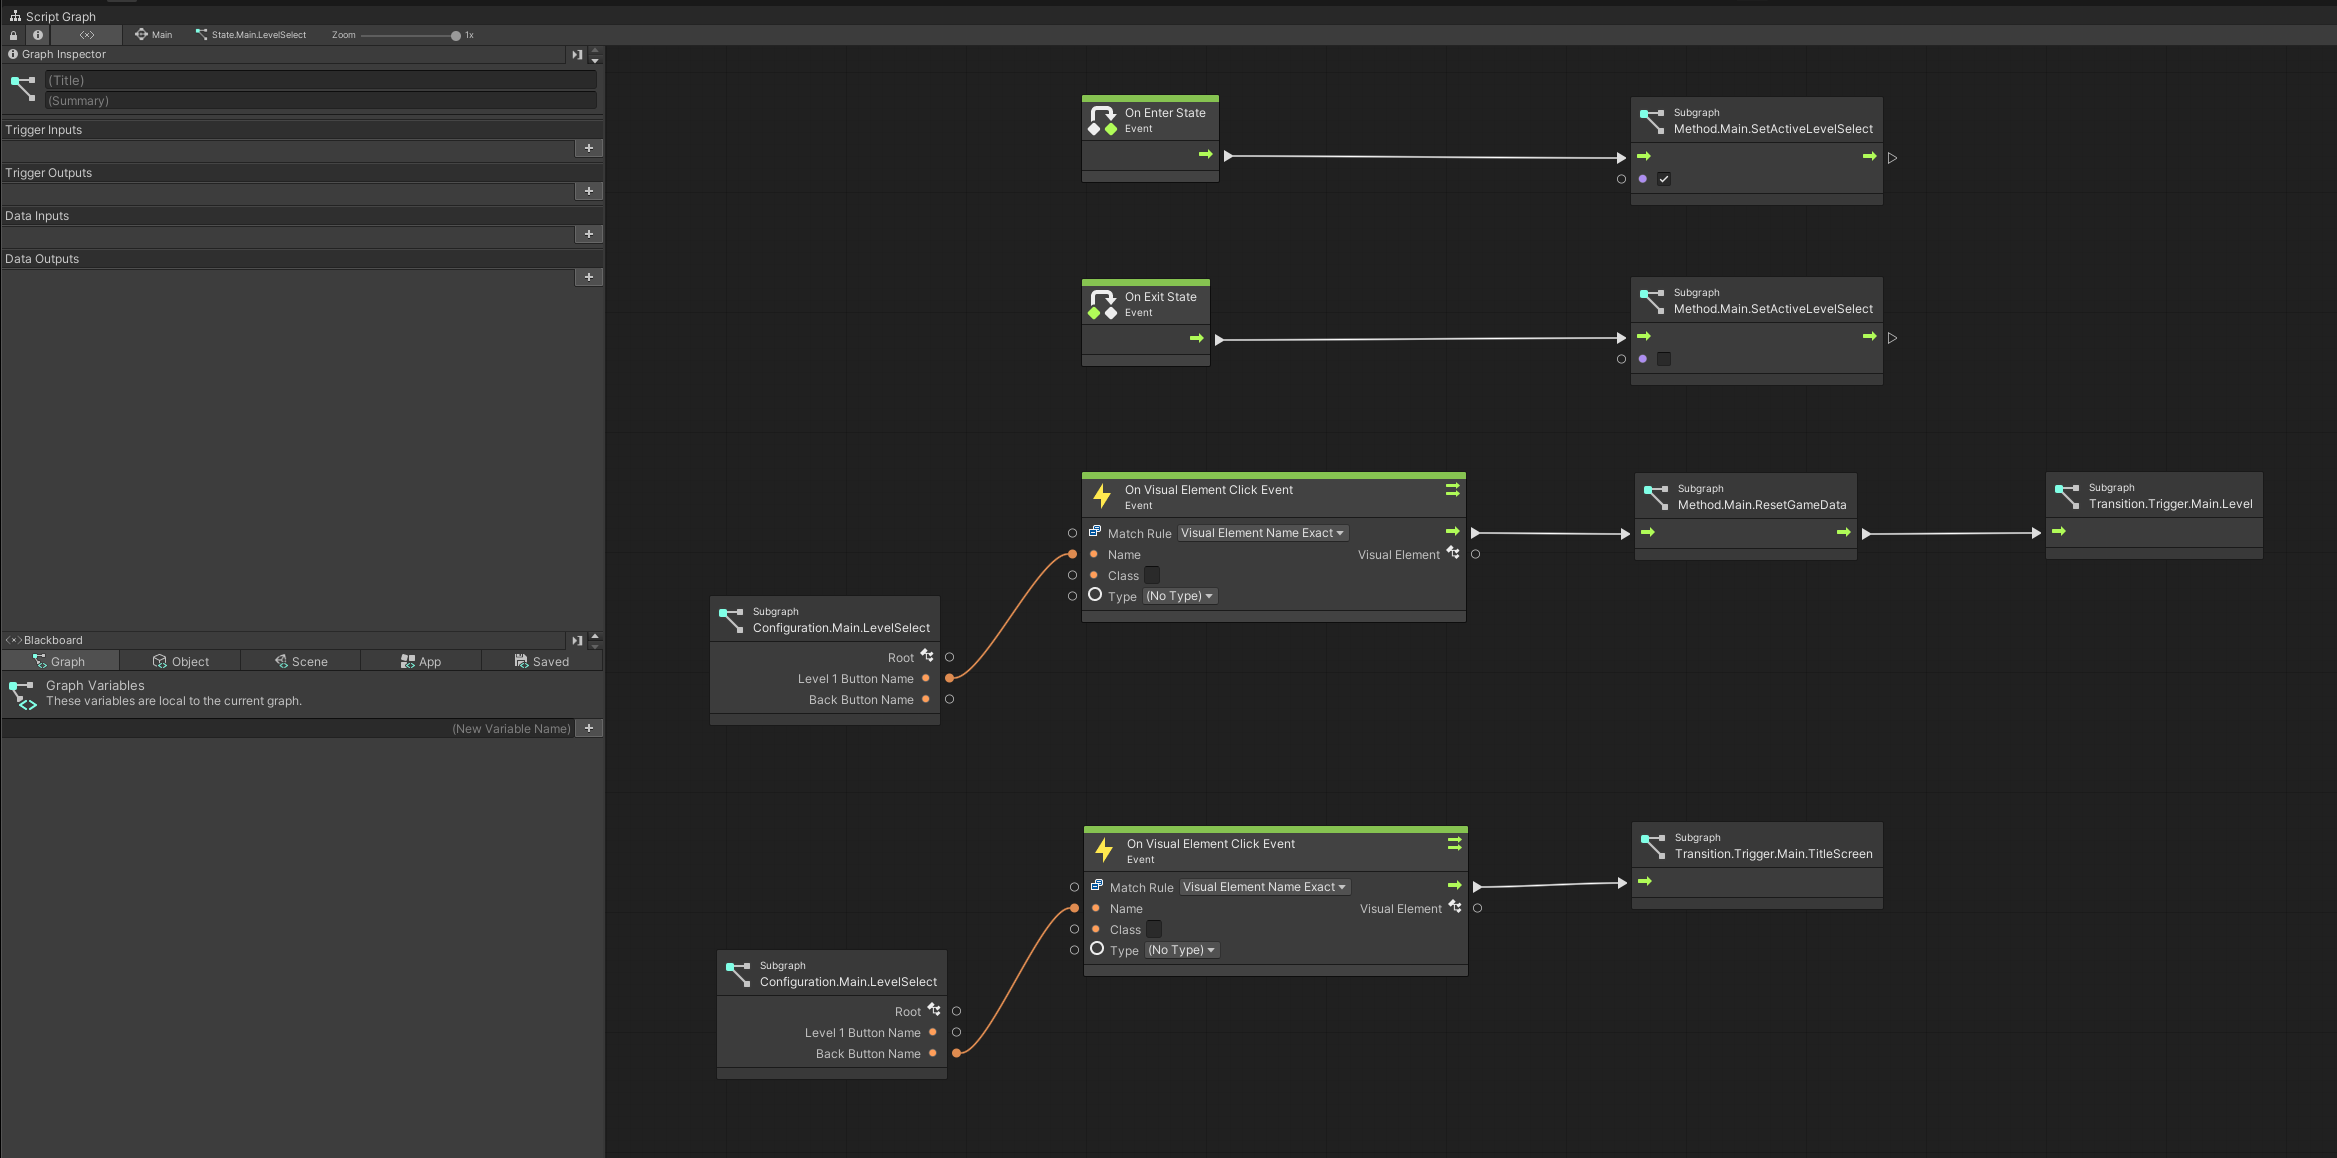 Script Graph
Main
State.Main.LevelSelect
Zoom
1x
Graph Inspector
(Title)
(Summary)
Trigger Inputs
Trigger Outputs
Data Inputs
Data Outputs
Blackboard
Graph
Object
Scene
App
Saved
Graph Variables
These variables are local to the current graph.
(New Variable Name)
On Enter State
Event
Subgraph
Method.Main.SetActiveLevelSelect
On Exit State
Event
Subgraph
Method.Main.SetActiveLevelSelect
On Visual Element Click Event
Event
Match Rule
Visual Element Name Exact
Name
Visual Element
Class
Type
(No Type)
Subgraph
Method.Main.ResetGameData
Subgraph
Transition.Trigger.Main.Level
Subgraph
Configuration.Main.LevelSelect
Root
Level 1 Button Name
Back Button Name
On Visual Element Click Event
Event
Match Rule
Visual Element Name Exact
Name
Visual Element
Class
Type
(No Type)
Subgraph
Transition.Trigger.Main.TitleScreen
Subgraph
Configuration.Main.LevelSelect
Root
Level 1 Button Name
Back Button Name